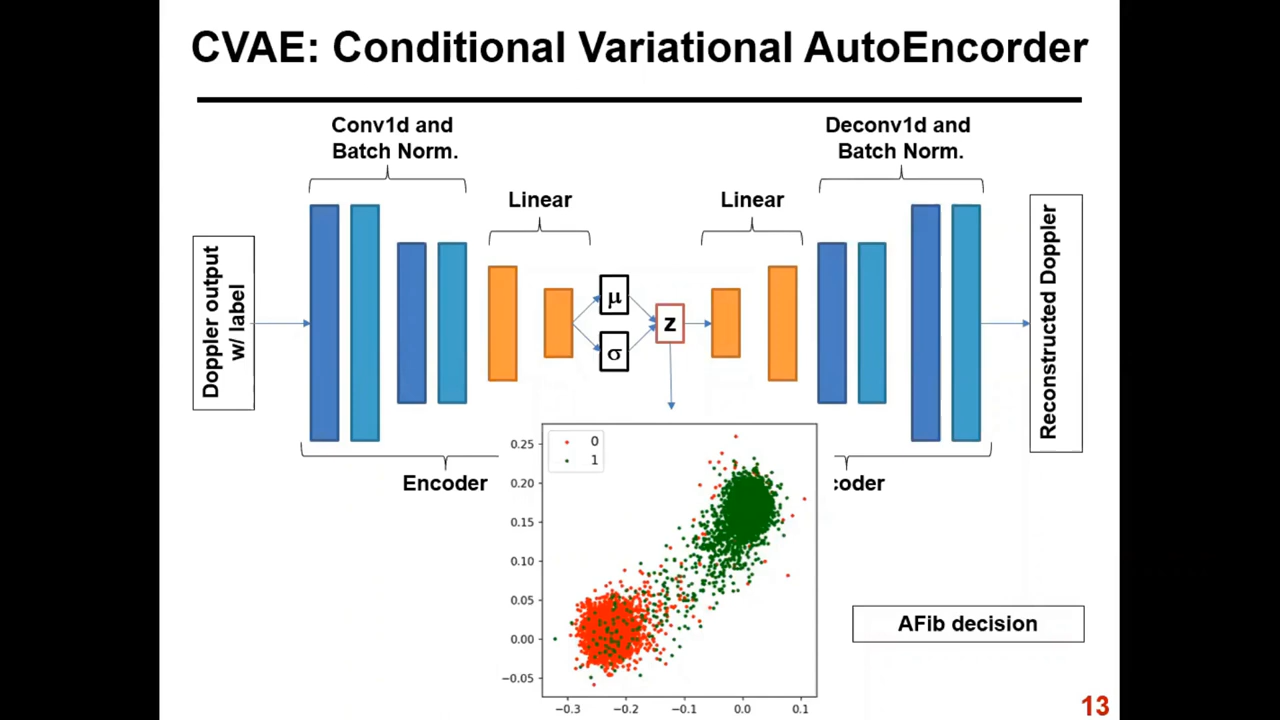 CVAE: Conditional Variational AutoEncorder
Conv1d and
Batch Norm.
Deconv1d and
Batch Norm.
Linear
Linear
Doppler output
w/ label
μ
σ
z
Reconstructed Doppler
Encoder
coder
0
1
0.25
0.20
0.15
0.10
0.05
0.00
−0.05
−0.3
−0.2
−0.1
0.0
0.1
AFib decision
13